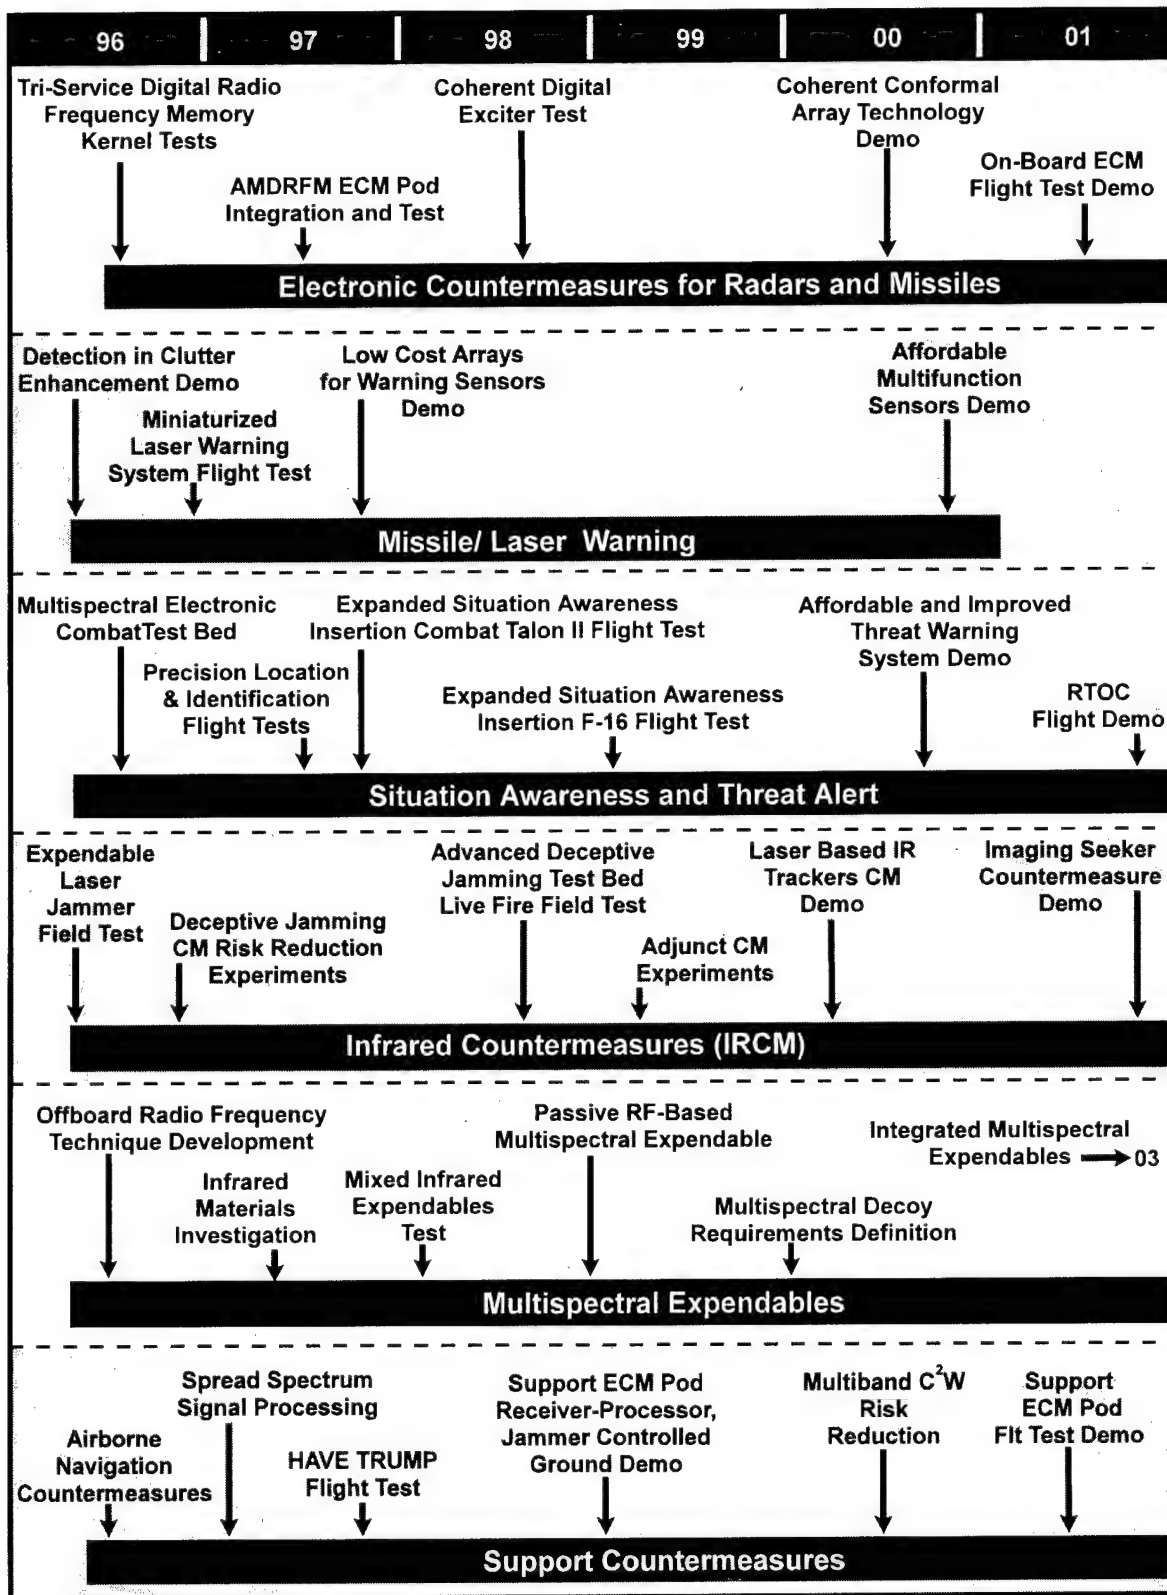 96 97 98 99 00 01
Tri-Service Digital Radio
Frequency Memory
Kernel Tests
AMDRFM ECM Pod
Integration and Test
Coherent Digital
Exciter Test
Coherent Conformal
Array Technology
Demo
On-Board ECM
Flight Test Demo
Electronic Countermeasures for Radars and Missiles
Detection in Clutter
Enhancement Demo
Miniaturized
Laser Warning
System Flight Test
Low Cost Arrays
for Warning Sensors
Demo
Affordable
Multifunction
Sensors Demo
Missile/ Laser Warning
Multispectral Electronic
CombatTest Bed
Precision Location
& Identification
Flight Tests
Expanded Situation Awareness
Insertion Combat Talon II Flight Test
Expanded Situation Awareness
Insertion F-16 Flight Test
Affordable and Improved
Threat Warning
System Demo
RTOC
Flight Demo
Situation Awareness and Threat Alert
Expendable
Laser
Jammer
Field Test
Deceptive Jamming
CM Risk Reduction
Experiments
Advanced Deceptive
Jamming Test Bed
Live Fire Field Test
Adjunct CM
Experiments
Laser Based IR
Trackers CM
Demo
Imaging Seeker
Countermeasure
Demo
Infrared Countermeasures (IRCM)
Offboard Radio Frequency
Technique Development
Infrared
Materials
Investigation
Mixed Infrared
Expendables
Test
Passive RF-Based
Multispectral Expendable
Multispectral Decoy
Requirements Definition
Integrated Multispectral
Expendables → 03
Multispectral Expendables
Airborne
Navigation
Countermeasures
Spread Spectrum
Signal Processing
HAVE TRUMP
Flight Test
Support ECM Pod
Receiver-Processor,
Jammer Controlled
Ground Demo
Multiband C²W
Risk
Reduction
Support
ECM Pod
Flt Test Demo
Support Countermeasures